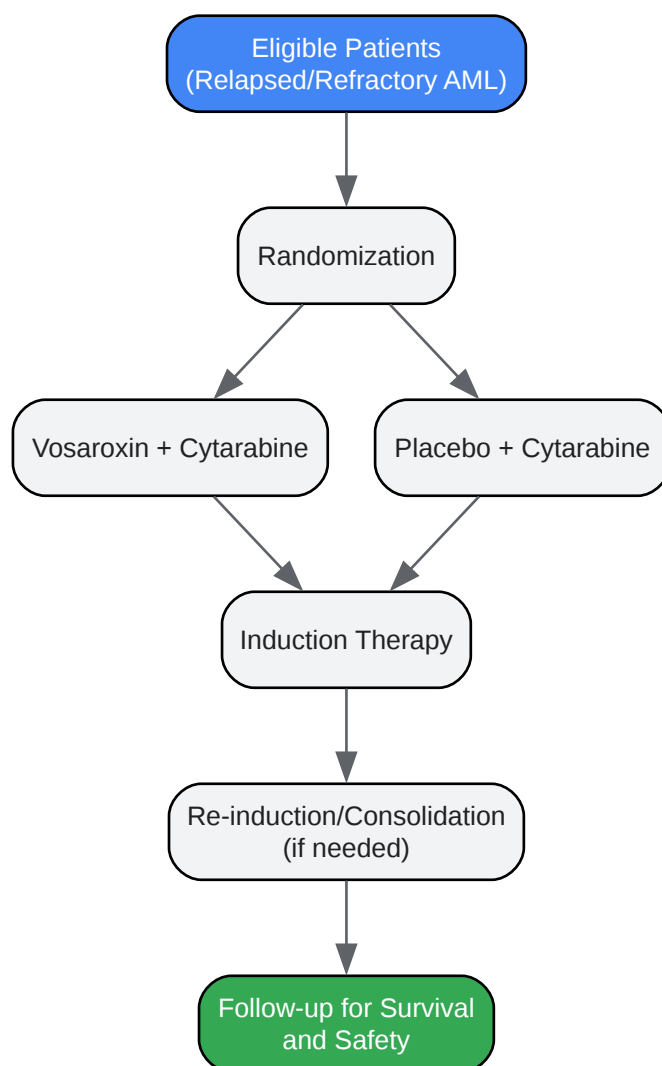 Eligible Patients
(Relapsed/Refractory AML)
Randomization
Vosaroxin + Cytarabine
Placebo + Cytarabine
Induction Therapy
Re-induction/Consolidation
(if needed)
Follow-up for Survival
and Safety